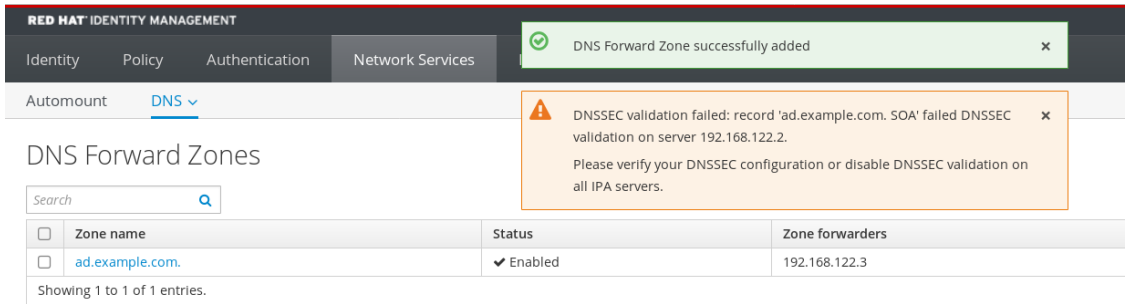 RED HAT IDENTITY MANAGEMENT
DNS Forward Zone successfully added
Identity Policy Authentication Network Services
Automount DNS
DNSSEC validation failed: record 'ad.example.com. SOA' failed DNSSEC
validation on server 192.168.122.2.
Please verify your DNSSEC configuration or disable DNSSEC validation on
all IPA servers.
DNS Forward Zones
Search
Zone name Status Zone forwarders
ad.example.com. Enabled 192.168.122.3
Showing 1 to 1 of 1 entries.